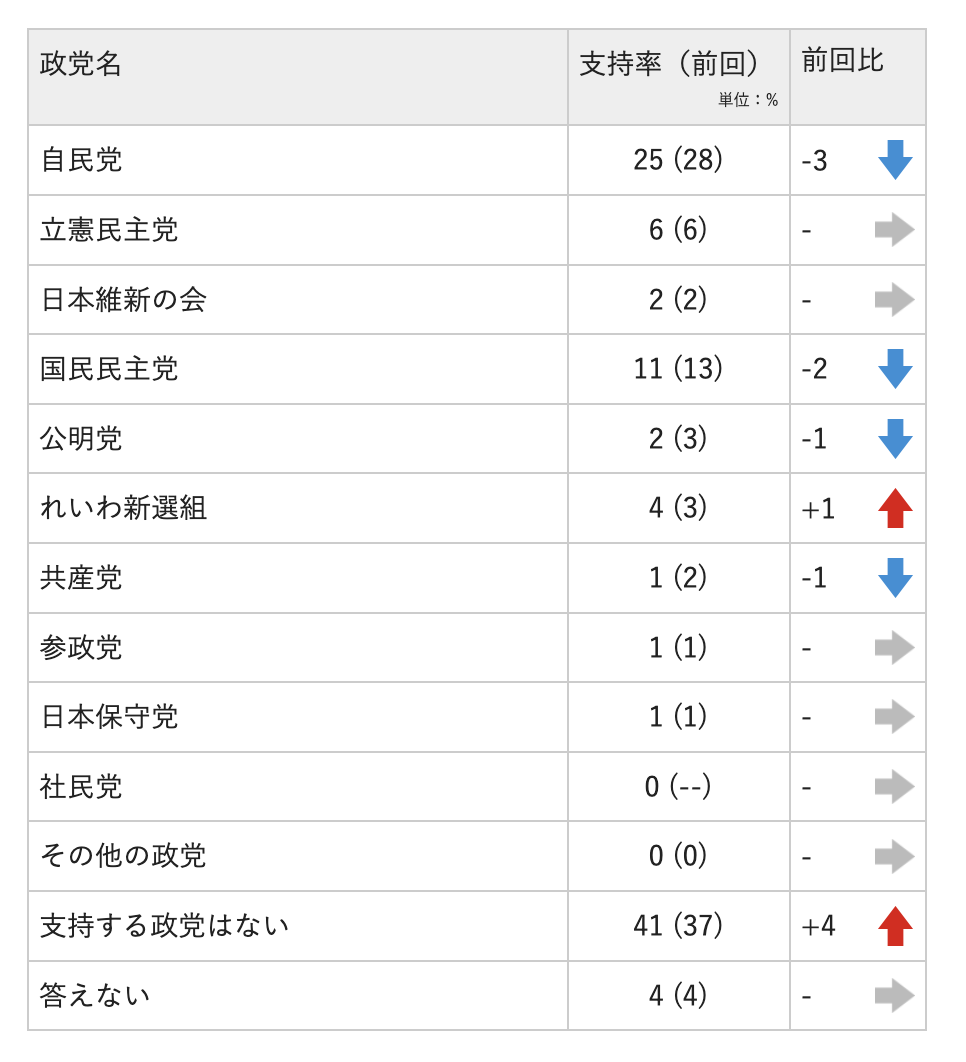 政党名 支持率（前回） 前回比
単位：%
自民党 25 (28) -3
立憲民主党 6 (6) -
日本維新の会 2 (2) -
国民民主党 11 (13) -2
公明党 2 (3) -1
れいわ新選組 4 (3) +1
共産党 1 (2) -1
参政党 1 (1) -
日本保守党 1 (1) -
社民党 0 (--) -
その他の政党 0 (0) -
支持する政党はない 41 (37) +4
答えない 4 (4) -